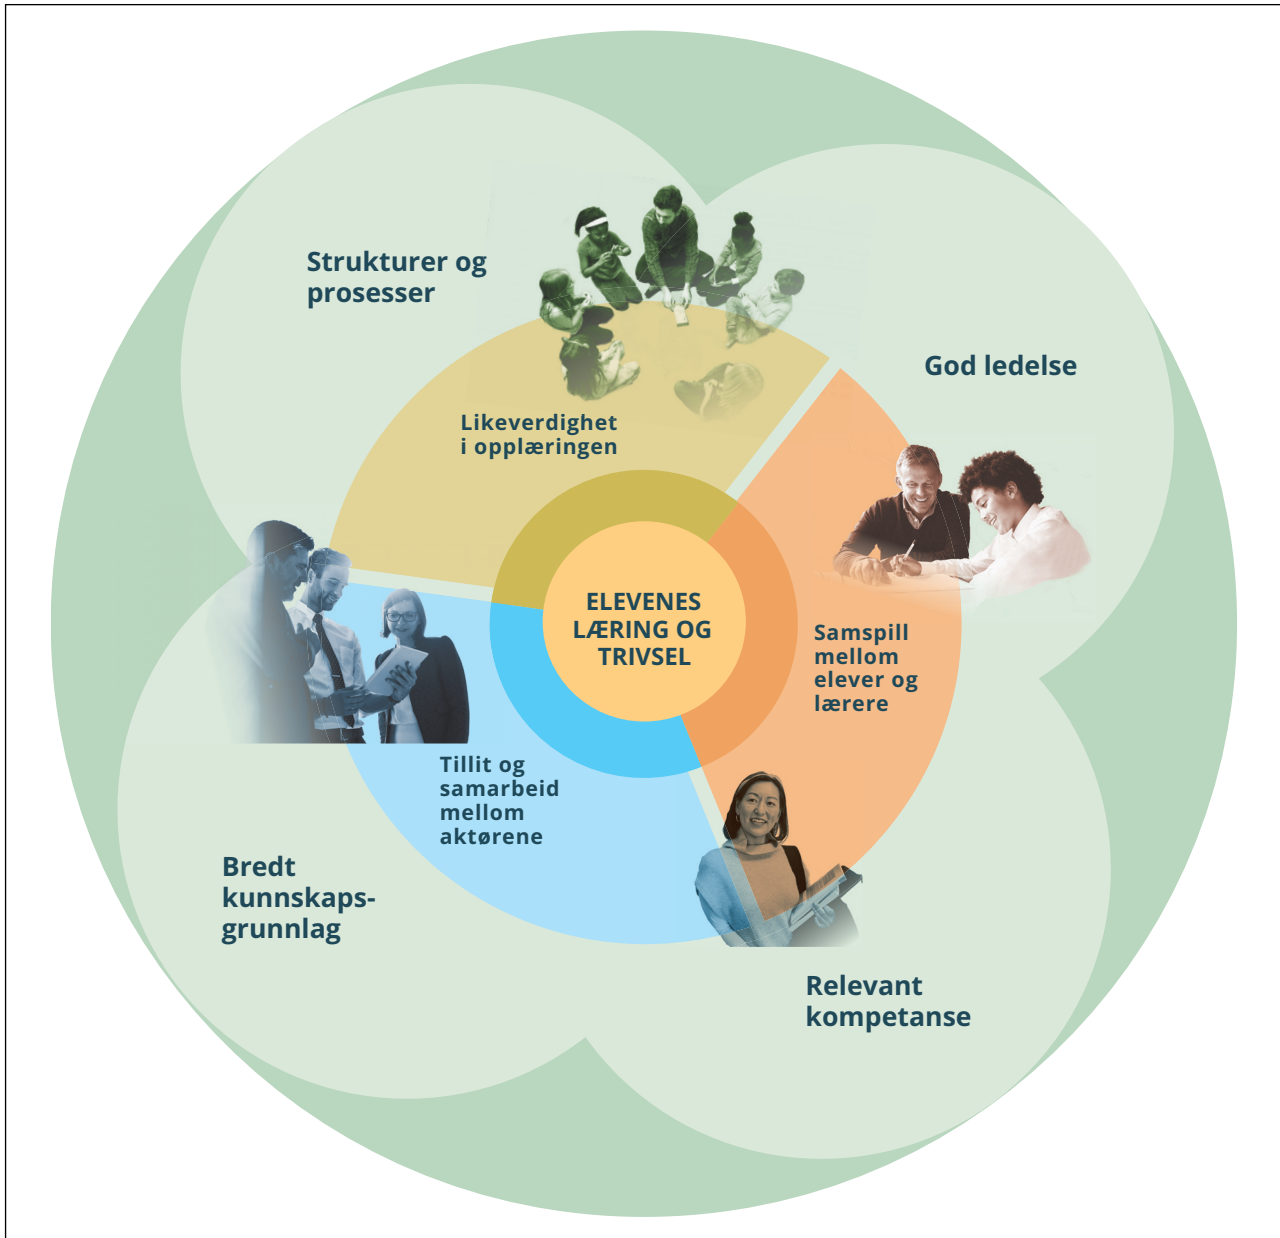 Strukturer og
prosesser
God ledelse
Likeverdighet
i opplæringen
ELEVENES
LÆRING OG
TRIVSEL
Samspill
mellom
elever og
lærere
Tillit og
samarbeid
mellom
aktørene
Bredt
kunnskaps-
grunnlag
Relevant
kompetanse